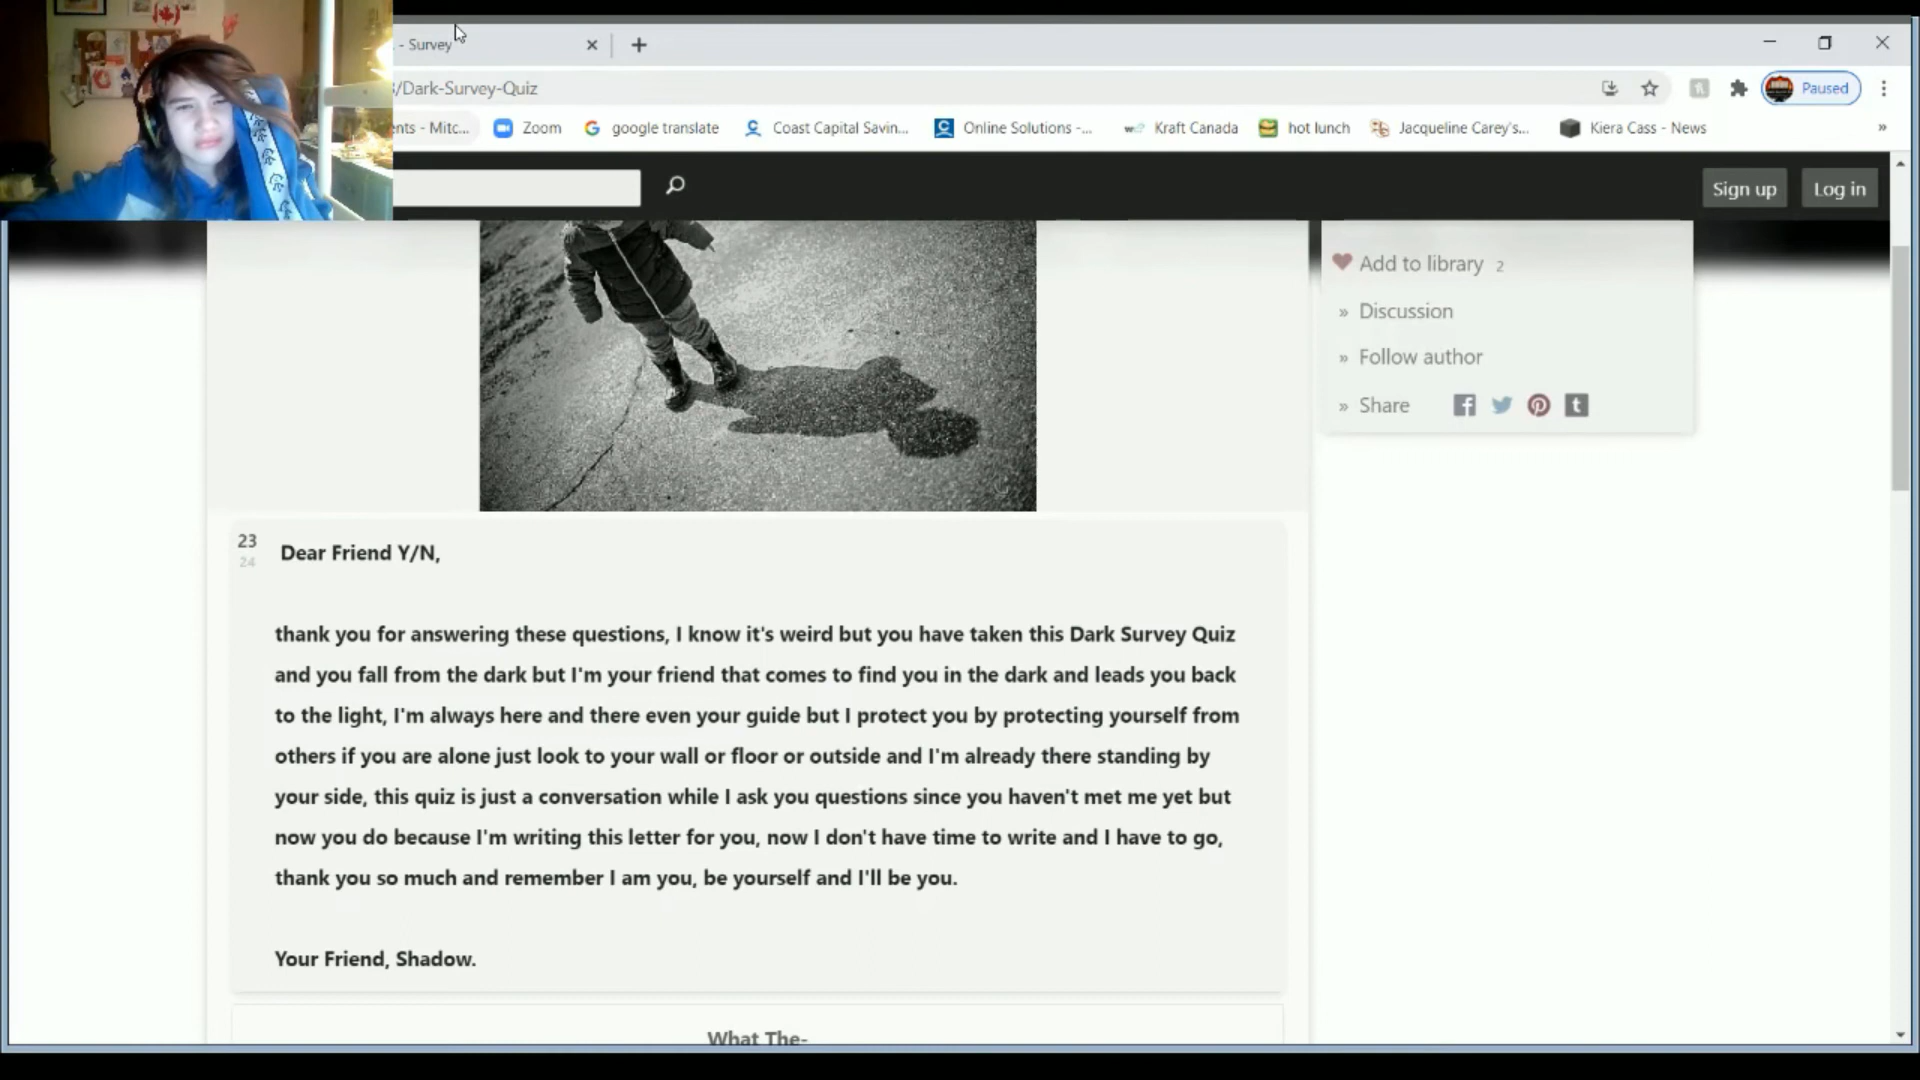 - Survey
/Dark-Survey-Quiz
Paused
ents - Mitc...
Zoom
google translate
Coast Capital Savin...
Online Solutions -...
Kraft Canada
hot lunch
Jacqueline Carey's...
Kiera Cass - News
»
Sign up
Log in
Add to library 2
» Discussion
» Follow author
» Share
23
24
Dear Friend Y/N,
thank you for answering these questions, I know it's weird but you have taken this Dark Survey Quiz
and you fall from the dark but I'm your friend that comes to find you in the dark and leads you back
to the light, I'm always here and there even your guide but I protect you by protecting yourself from
others if you are alone just look to your wall or floor or outside and I'm already there standing by
your side, this quiz is just a conversation while I ask you questions since you haven't met me yet but
now you do because I'm writing this letter for you, now I don't have time to write and I have to go,
thank you so much and remember I am you, be yourself and I'll be you.
Your Friend, Shadow.
What The-